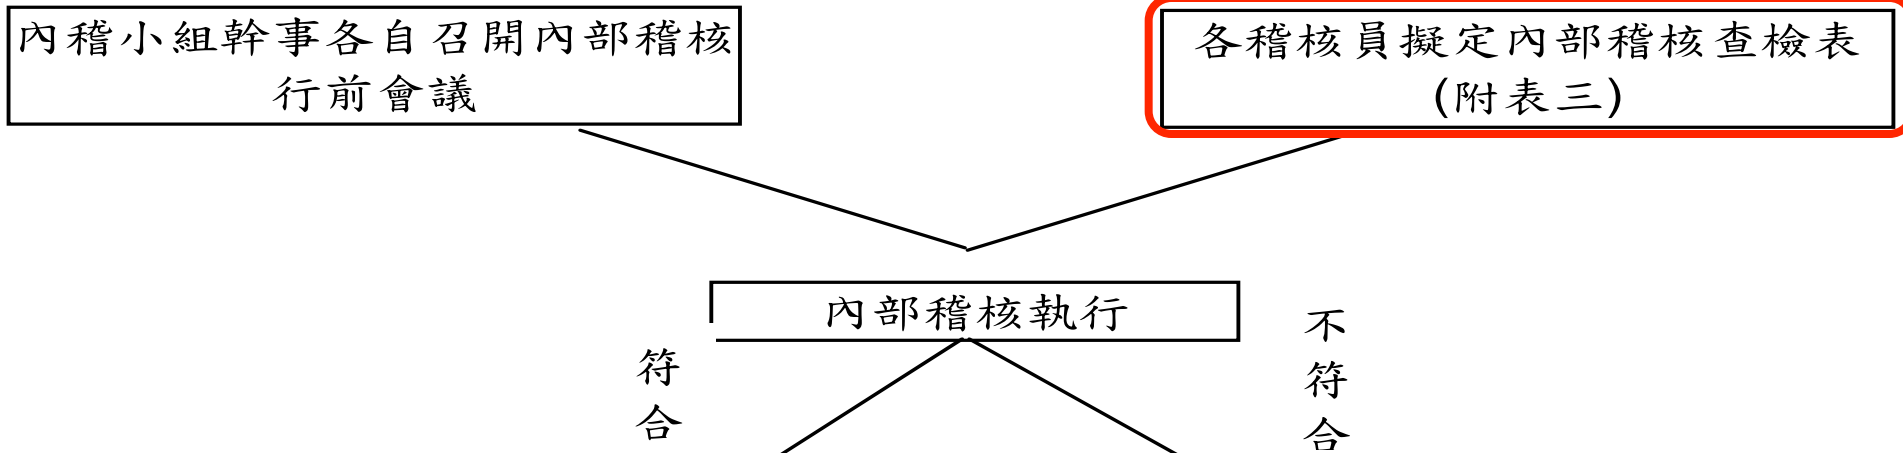 內稽小組幹事各自召開內部稽核
行前會議
各稽核員擬定內部稽核查檢表
(附表三)
內部稽核執行
符合
不符合